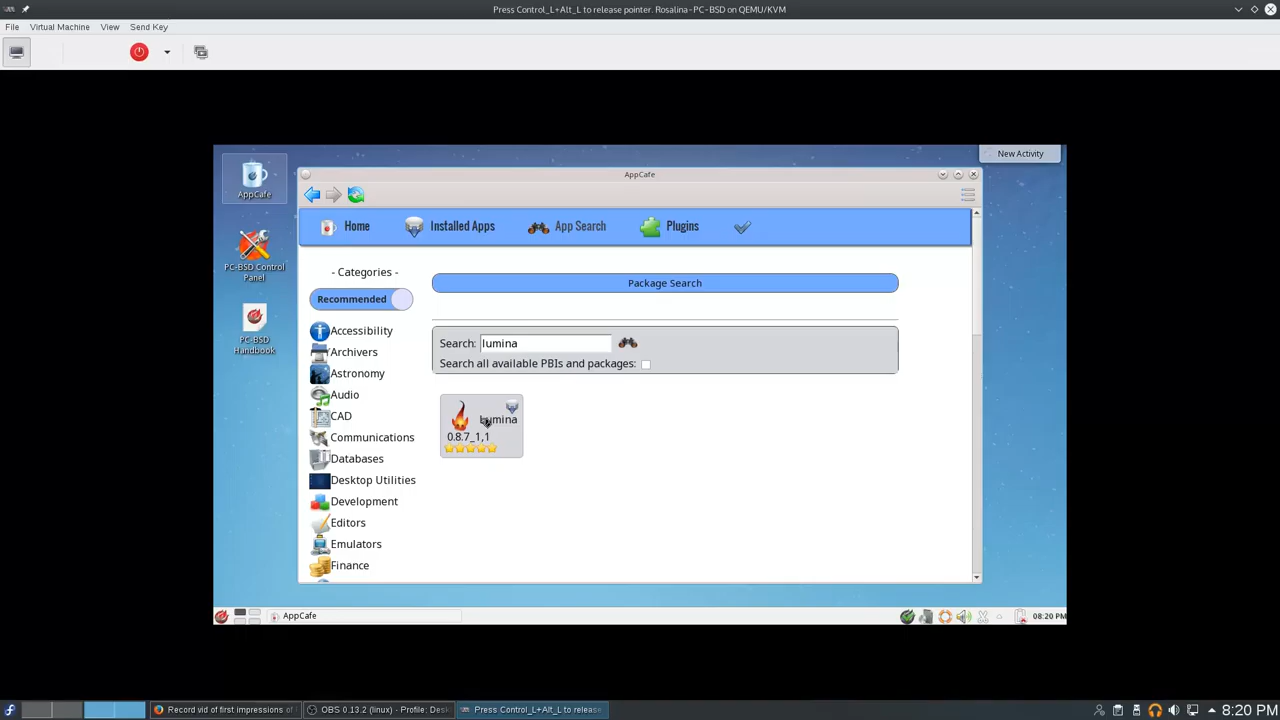 Press Control_L+Alt_L to release pointer. Rosalina - PC-BSD on QEMU/KVM
File Virtual Machine View Send Key
New Activity
AppCafe
AppCafe
Home Installed Apps App Search Plugins
PC-BSD Control
Panel
PC-BSD
Handbook
- Categories -
Recommended
Accessibility
Archivers
Astronomy
Audio
CAD
Communications
Databases
Desktop Utilities
Development
Editors
Emulators
Finance
Package Search
Search: lumina
Search all available PBIs and packages:
Lumina
0.8.7_1,1
AppCafe
08:20 PM
Record vid of first impressions of
OBS 0.13.2 (linux) - Profile: Desk
Press Control_L+Alt_L to release
8:20 PM